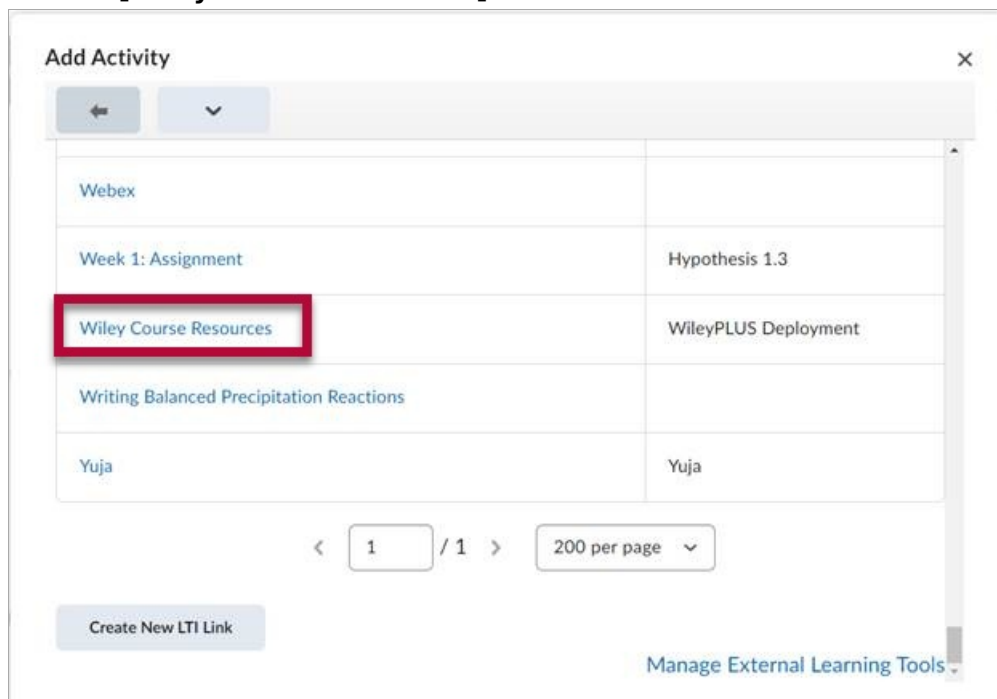 Add Activity
Webex
Week 1: Assignment Hypothesis 1.3
Wiley Course Resources WileyPLUS Deployment
Writing Balanced Precipitation Reactions
Yuja Yuja
1 / 1 200 per page
Create New LTI Link
Manage External Learning Tools